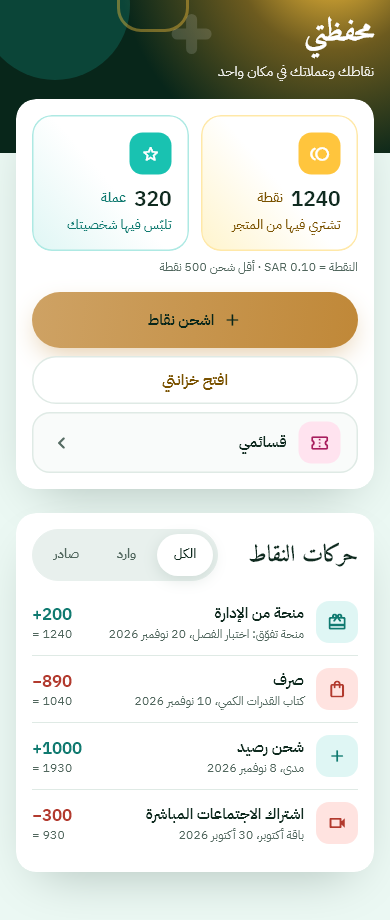 محفظتي
نقاطك وعملاتك في مكان واحد
1240 نقطة
تشتري فيها من المتجر
320 عملة
تلبّس فيها شخصيتك
النقطة = 0.10 SAR · أقل شحن 500 نقطة
+ اشحن نقاط
افتح خزانتي
قسائمي
حركات النقاط
الكل وارد صادر
منحة من الإدارة +200
منحة تفوّق: اختبار الفصل، 20 نوفمبر 2026 = 1240
صرف −890
كتاب القدرات الكمي، 10 نوفمبر 2026 = 1040
شحن رصيد +1000
مدى، 8 نوفمبر 2026 = 1930
اشتراك الاجتماعات المباشرة −300
باقة أكتوبر، 30 أكتوبر 2026 = 930